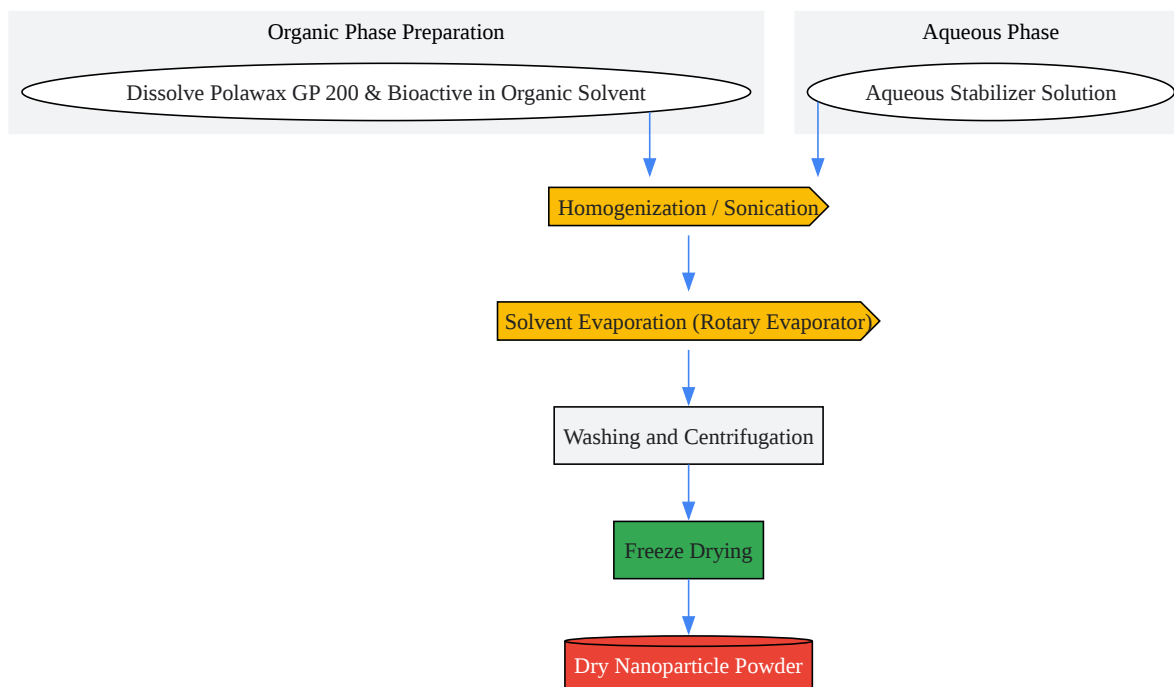 Organic Phase Preparation
Aqueous Phase
Dissolve Polawax GP 200 & Bioactive in Organic Solvent
Aqueous Stabilizer Solution
Homogenization / Sonication
Solvent Evaporation (Rotary Evaporator)
Washing and Centrifugation
Freeze Drying
Dry Nanoparticle Powder